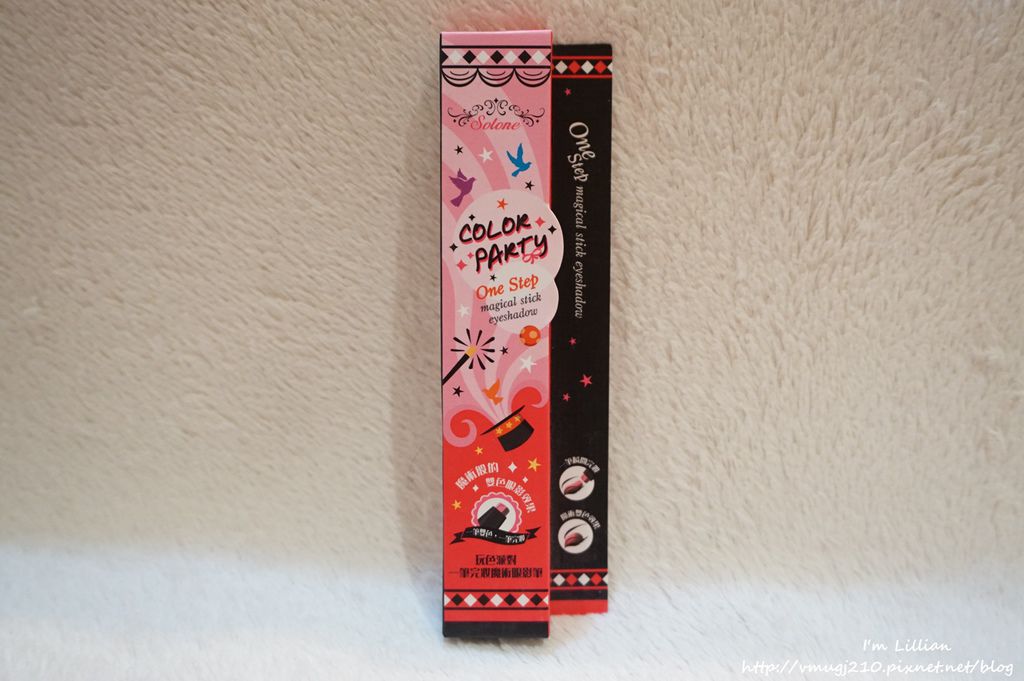 Solone
COLOR
PARTY
One Step
magical stick
eyeshadow
魔術般的
雙色眼影效果
玩色派對
一筆完妝魔術眼影筆
One Step magical stick eyeshadow
I'm Lillian
http://vmugj210.pixnet.net/blog